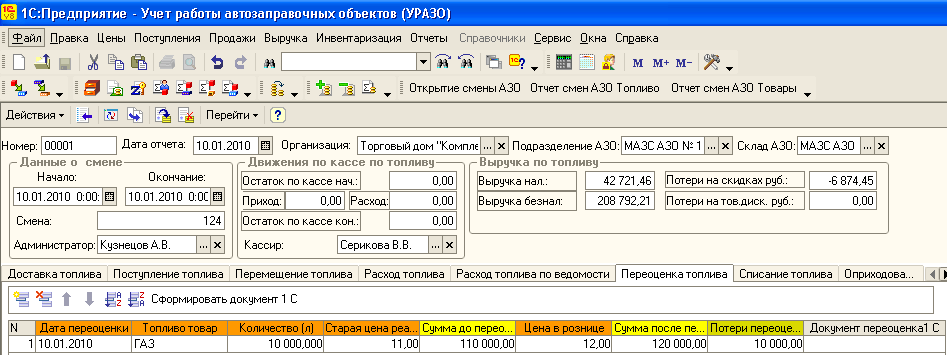 1С:Предприятие - Учет работы автозаправочных объектов (УРАЗО)
Файл Правка Цены Поступления Продажи Выручка Инвентаризация Отчеты Справочники Сервис Окна Справка
M M+ M-
Открытие смены АЗО Отчет смен АЗО Топливо Отчет смен АЗО Товары
Действия Перейти
Номер: 00001 Дата отчета: 10.01.2010 Организация: Торговый дом "Компле ... Подразделение АЗО: МАЗС АЗО № 1 ... Склад АЗО: МАЗС АЗО ...
Данные о смене Движения по кассе по топливу Выручка по топливу
Начало: Окончание: Остаток по кассе нач.: 0,00 Выручка нал.: 42 721,46 Потери на скидках руб.: -6 874,45
10.01.2010 0:00: 10.01.2010 0:00: Приход: 0,00 Расход: 0,00 Выручка безнал: 208 792,21 Потери на тов.диск. руб.: 0,00
Смена: 124 Остаток по кассе кон.: 0,00
Администратор: Кузнецов А.В. ... Кассир: Серикова В.В. ...
Доставка топлива Поступление топлива Перемещение топлива Расход топлива Расход топлива по ведомости Переоценка топлива Списание топлива Оприходова...
Сформировать документ 1 С
N Дата переоценки Топливо товар Количество (л) Старая цена реа... Сумма до перео... Цена в рознице Сумма после пе... Потери переоце... Документ переоценка1 С
1 10.01.2010 ГАЗ 10 000,000 11,00 110 000,00 12,00 120 000,00 10 000,00